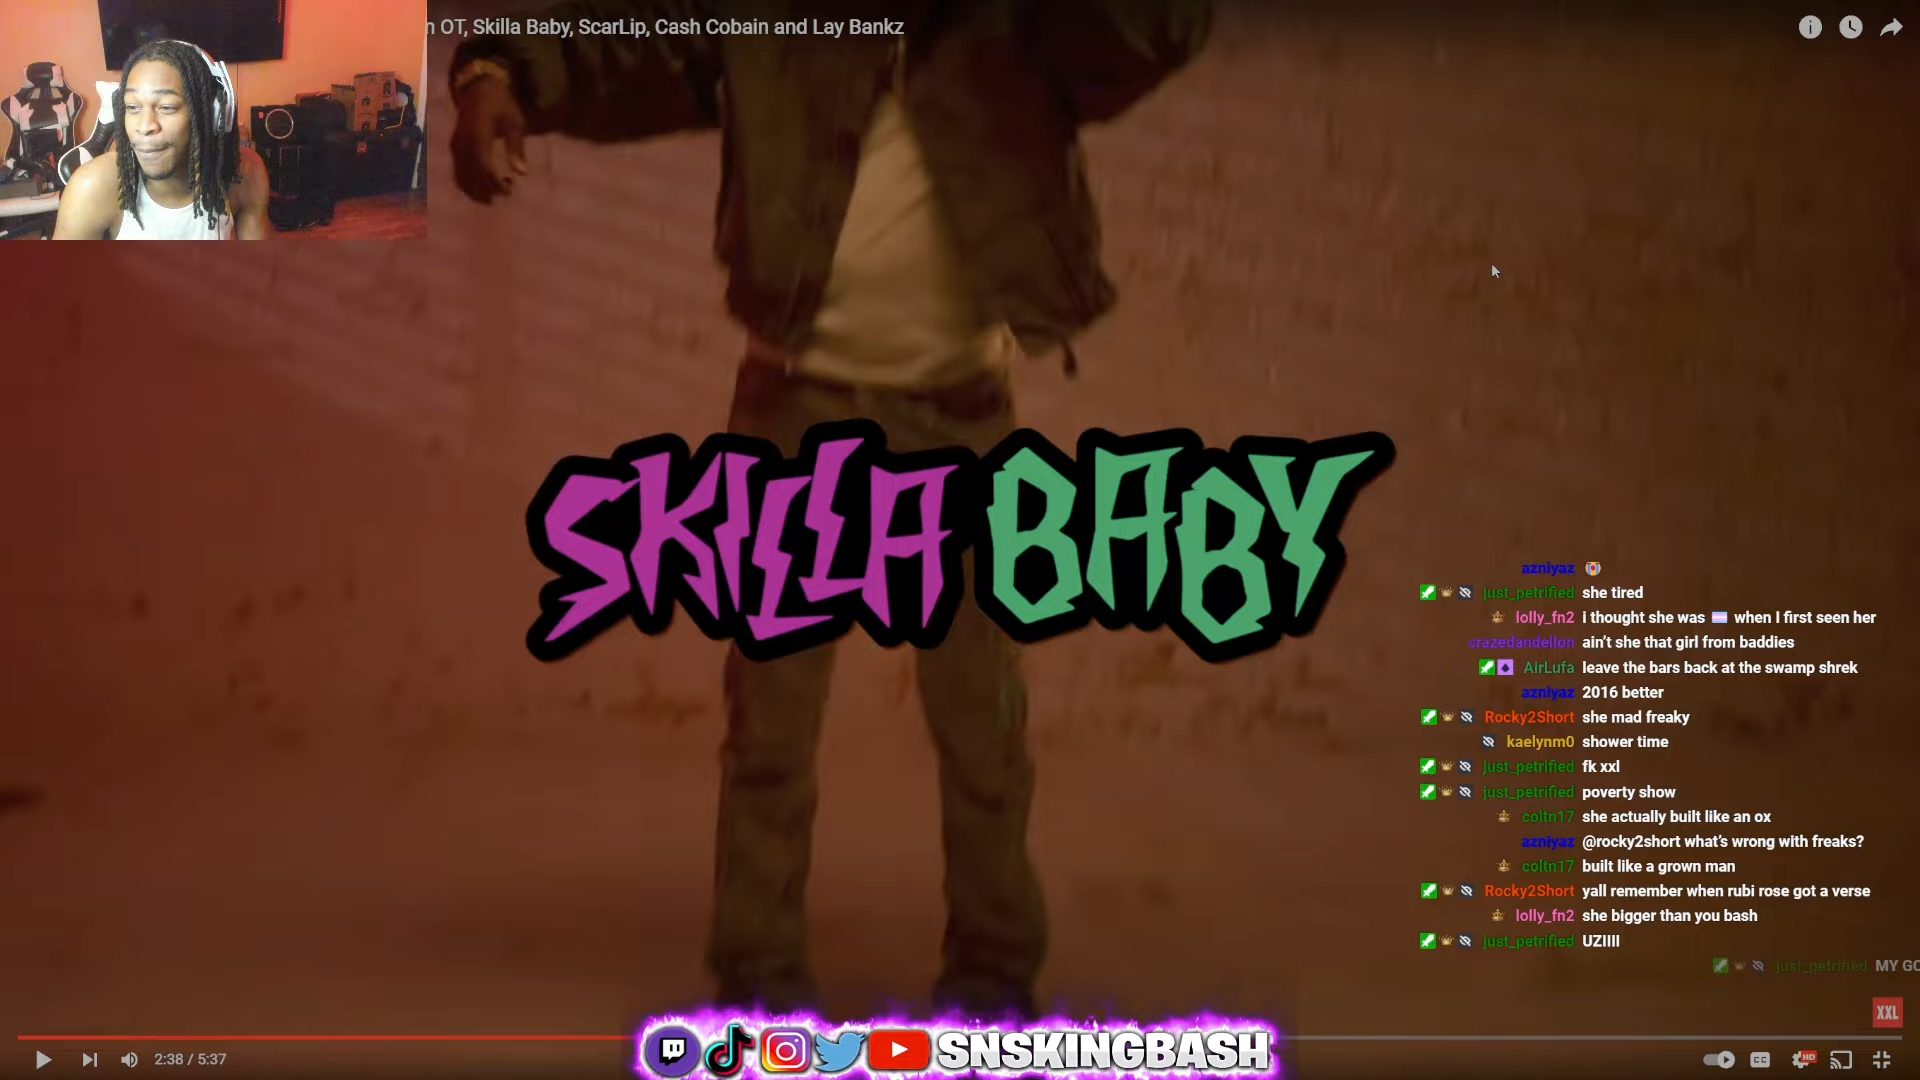 n OT, Skilla Baby, ScarLip, Cash Cobain and Lay Bankz
SKILLA BABY
azniyaz
just_petrified she tired
lolly_fn2 i thought she was when I first seen her
crazedandelion ain't she that girl from baddies
AirLufa leave the bars back at the swamp shrek
azniyaz 2016 better
Rocky2Short she mad freaky
kaelynm0 shower time
just_petrified fk xxl
just_petrified poverty show
coltn17 she actually built like an ox
azniyaz @rocky2short what's wrong with freaks?
coltn17 built like a grown man
Rocky2Short yall remember when rubi rose got a verse
lolly_fn2 she bigger than you bash
just_petrified UZIIII
just_petrified MY GO
XXL
SNSKINGBASH
2:38 / 5:37
CC
HD